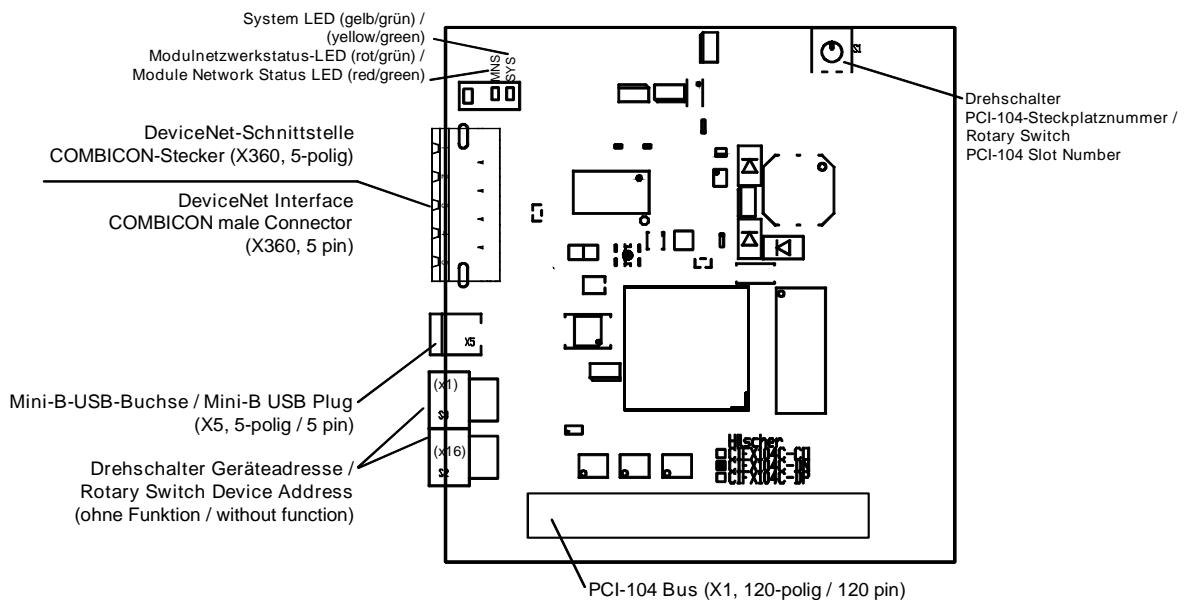 System LED (gelb/grün) /
(yellow/green)
Modulnetzwerkstatus-LED (rot/grün) /
Module Network Status LED (red/green)
MNS
SYS
S1
Drehschalter
PCI-104-Steckplatznummer /
Rotary Switch
PCI-104 Slot Number
DeviceNet-Schnittstelle
COMBICON-Stecker (X360, 5-polig)
DeviceNet Interface
COMBICON male Connector
(X360, 5 pin)
X5
Mini-B-USB-Buchse / Mini-B USB Plug
(X5, 5-polig / 5 pin)
(x1)
(x16)
S2
Drehschalter Geräteadresse /
Rotary Switch Device Address
(ohne Funktion / without function)
Hilscher
CIFX104C-CO
CIFX104C-DN
CIFX104C-DP
PCI-104 Bus (X1, 120-polig / 120 pin)